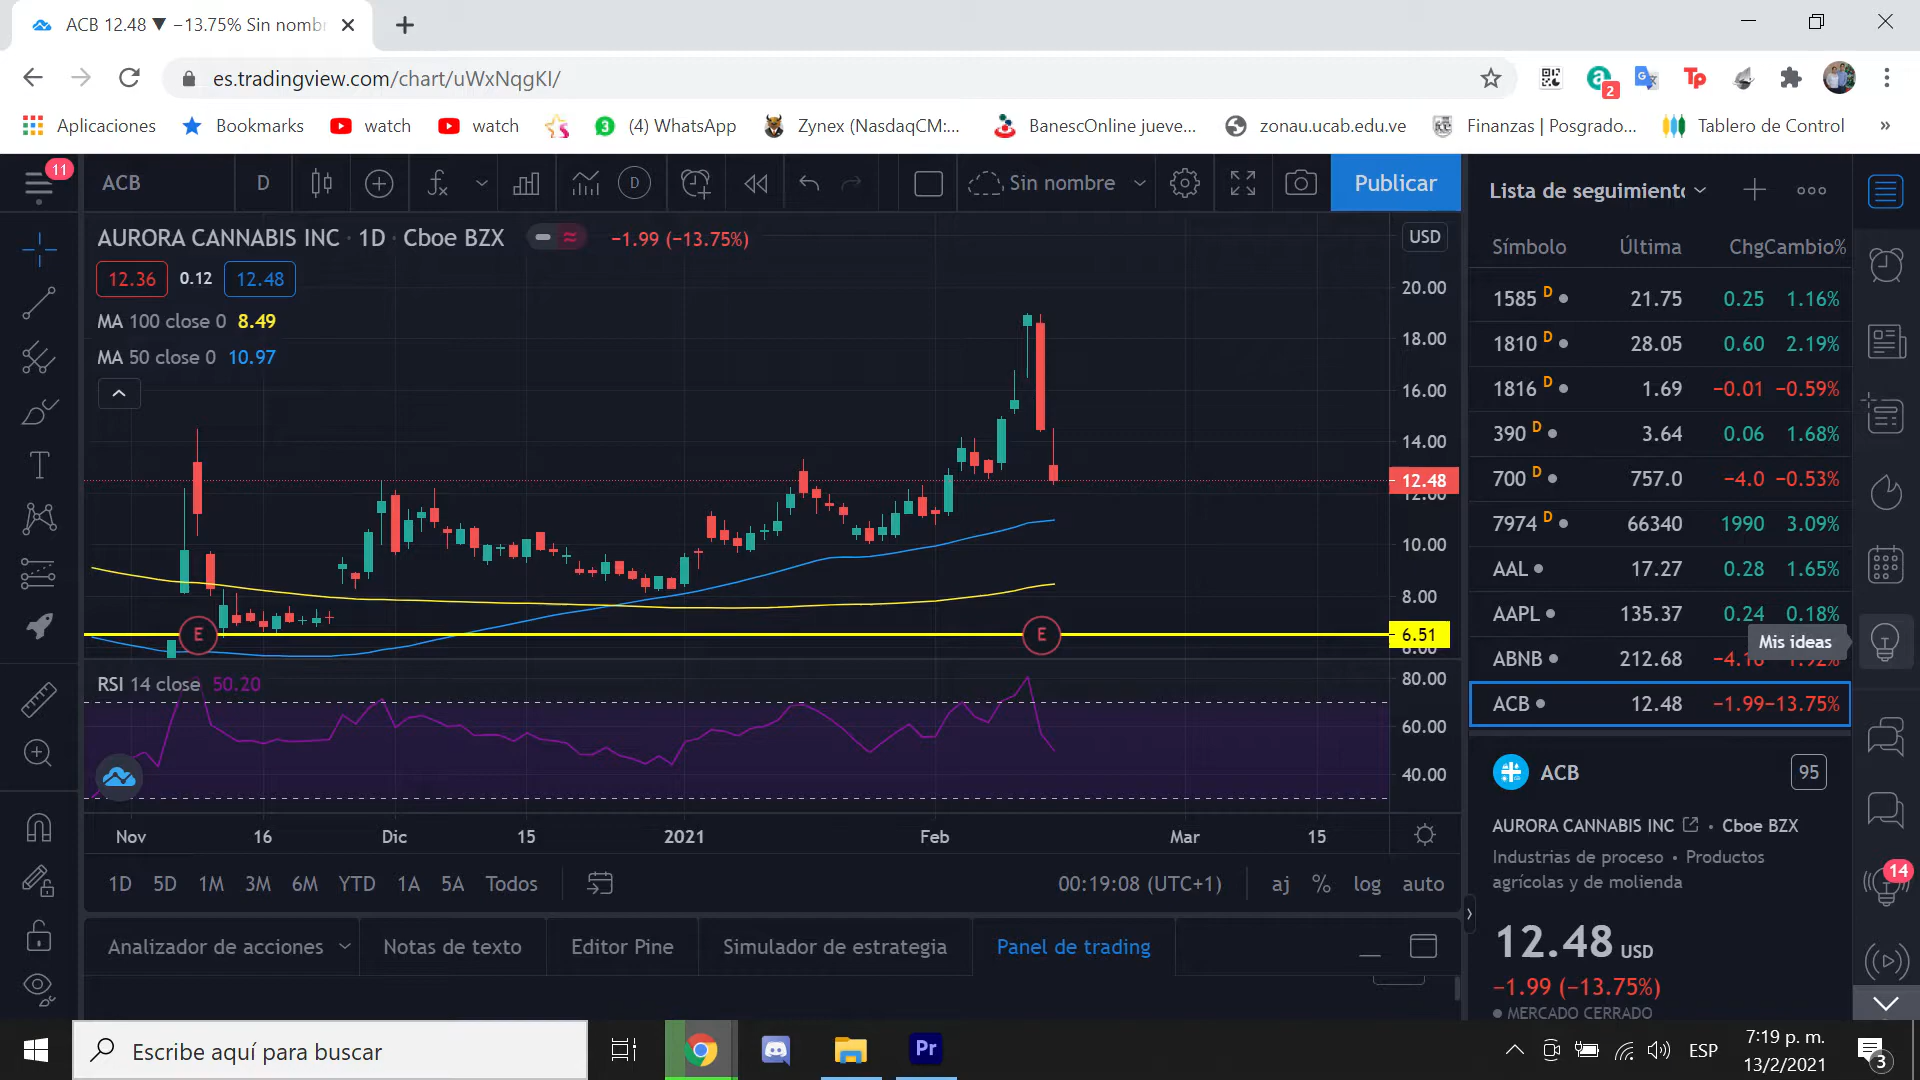 ACB 12.48 ▼ −13.75% Sin nombr
es.tradingview.com/chart/uWxNqgKI/
2
Aplicaciones Bookmarks watch watch (4) WhatsApp Zynex (NasdaqCM:... BanescOnline jueve... zonau.ucab.edu.ve Finanzas | Posgrado... Tablero de Control »
11 ACB D D Sin nombre Publicar
Lista de seguimiento
AURORA CANNABIS INC · 1D · Cboe BZX −1.99 (−13.75%) USD
12.36 0.12 12.48
MA 100 close 0 8.49
MA 50 close 0 10.97
20.00
18.00
16.00
14.00
12.48
12.00
10.00
8.00
6.51
6.00
E E
RSI 14 close 50.20
80.00
60.00
40.00
Nov 16 Dic 15 2021 Feb Mar 15
1D 5D 1M 3M 6M YTD 1A 5A Todos 00:19:08 (UTC+1) aj % log auto
Analizador de acciones Notas de texto Editor Pine Simulador de estrategia Panel de trading
Símbolo Última Chg Cambio%
1585 D 21.75 0.25 1.16%
1810 D 28.05 0.60 2.19%
1816 D 1.69 −0.01 −0.59%
390 D 3.64 0.06 1.68%
700 D 757.0 −4.0 −0.53%
7974 D 66340 1990 3.09%
AAL 17.27 0.28 1.65%
AAPL 135.37 0.24 0.18%
Mis ideas
ABNB 212.68
ACB 12.48 −1.99 −13.75%
ACB 95
AURORA CANNABIS INC • Cboe BZX
Industrias de proceso • Productos
agrícolas y de molienda
14
12.48 USD
−1.99 (−13.75%)
MERCADO CERRADO
Escribe aquí para buscar
Pr
ESP
7:19 p. m.
13/2/2021
3